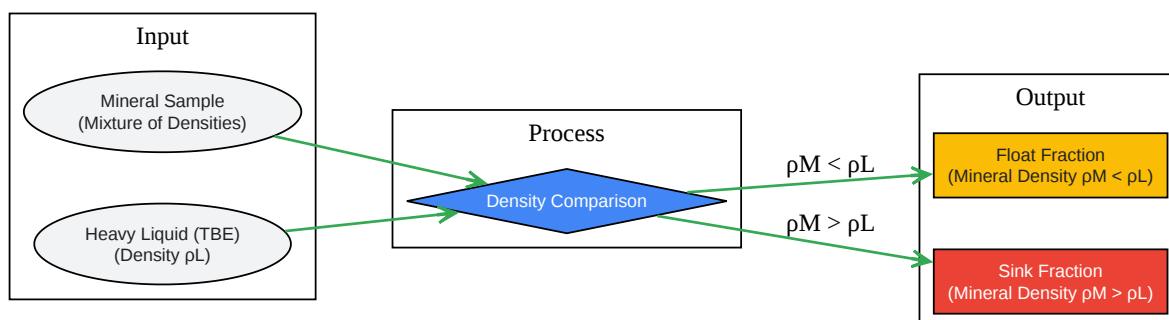 Input
Mineral Sample
(Mixture of Densities)
Heavy Liquid (TBE)
(Density ρL)
Process
Density Comparison
ρM < ρL
ρM > ρL
Output
Float Fraction
(Mineral Density ρM < ρL)
Sink Fraction
(Mineral Density ρM > ρL)